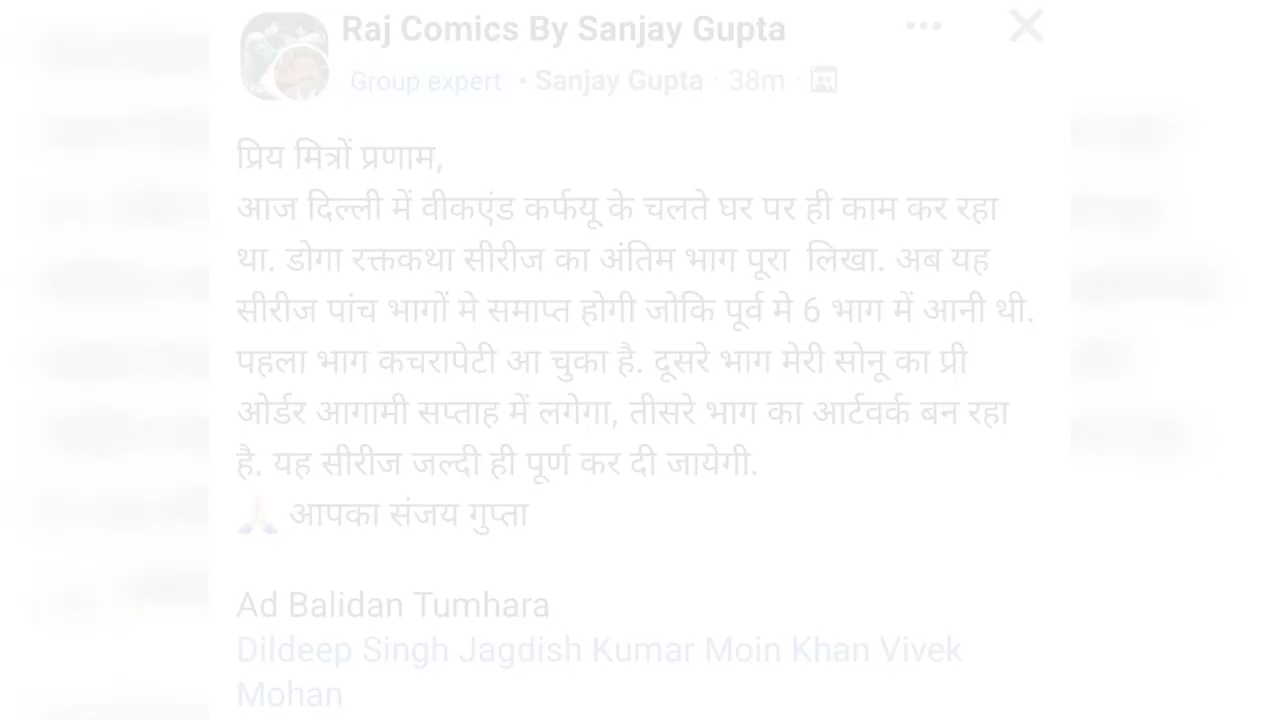 Raj Comics By Sanjay Gupta
Group expert • Sanjay Gupta · 38m ·
प्रिय मित्रों प्रणाम,
आज दिल्ली में वीकएंड कर्फयू के चलते घर पर ही काम कर रहा
था. डोगा रक्तकथा सीरीज का अंतिम भाग पूरा लिखा. अब यह
सीरीज पांच भागों मे समाप्त होगी जोकि पूर्व मे 6 भाग में आनी थी.
पहला भाग कचरापेटी आ चुका है. दूसरे भाग मेरी सोनू का प्री
ओर्डर आगामी सप्ताह में लगेगा, तीसरे भाग का आर्टवर्क बन रहा
है. यह सीरीज जल्दी ही पूर्ण कर दी जायेगी.
🙏🏻 आपका संजय गुप्ता
Ad Balidan Tumhara
Dildeep Singh Jagdish Kumar Moin Khan Vivek
Mohan